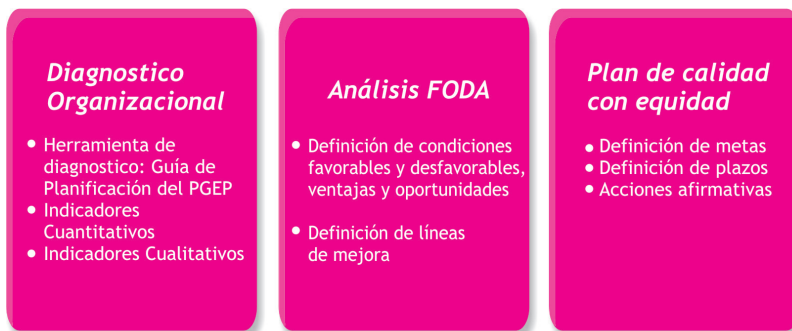 Diagnostico
Organizacional
• Herramienta de
diagnostico: Guía de
Planificación del PGEP
• Indicadores
Cuantitativos
• Indicadores Cualitativos
Análisis FODA
• Definición de condiciones
favorables y desfavorables,
ventajas y oportunidades
• Definición de líneas
de mejora
Plan de calidad
con equidad
• Definición de metas
• Definición de plazos
• Acciones afirmativas